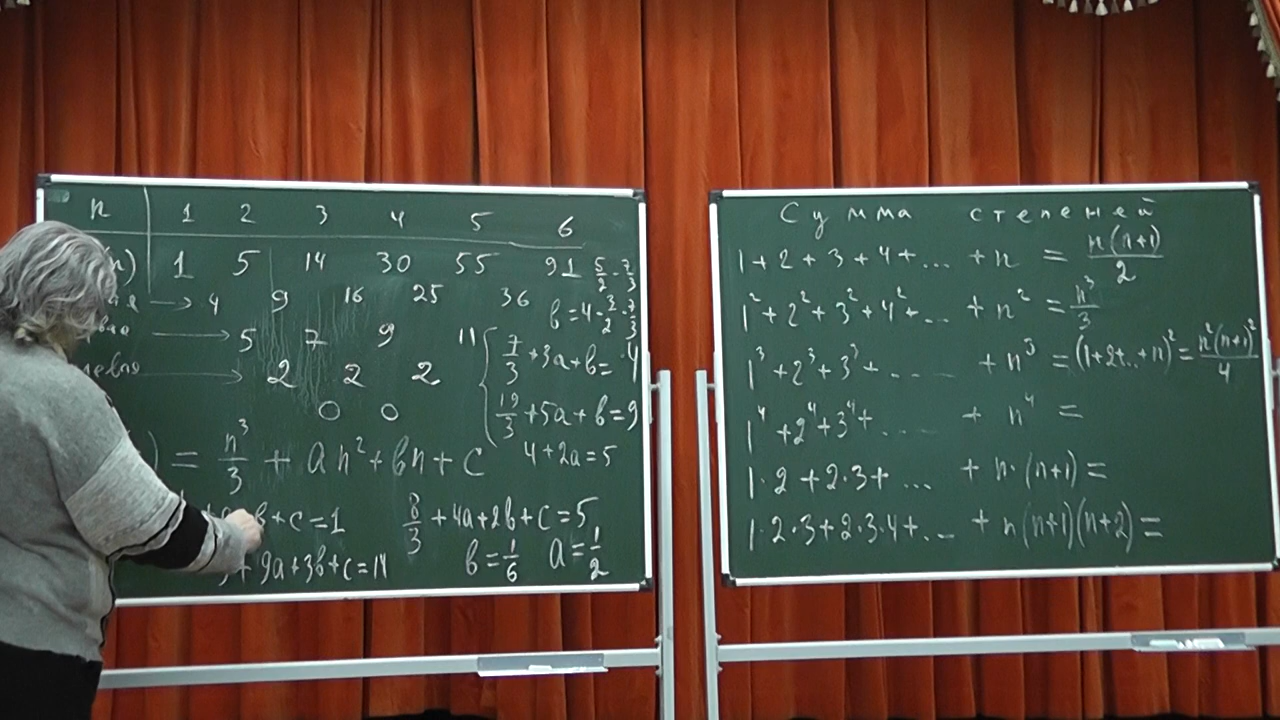 n 1 2 3 4 5 6
n) 1 5 14 30 55 91 5/2 - 7/3
→ 4 9 16 25 36
b = 4 - 3/2 - 7/3
→ 5 7 9 11
→ 2 2 2
0 0
{ 7/3 + 3a + b = 4
19/3 + 5a + b = 9
4 + 2a = 5
) = n³/3 + an² + bn + c
b + c = 1
8/3 + 4a + 2b + c = 5
+ 9a + 3b + c = 14
b = 1/6 a = 1/2
Сумма степеней
1 + 2 + 3 + 4 + ... + n = n(n+1)/2
1² + 2² + 3² + 4² + ... + n² = n³/3
1³ + 2³ + 3³ + .... + n³ = (1+2+..+n)² = n²(n+1)²/4
1⁴ + 2⁴ + 3⁴ + .... + n⁴ =
1·2 + 2·3 + ... + n·(n+1) =
1·2·3 + 2·3·4 + ... + n(n+1)(n+2) =